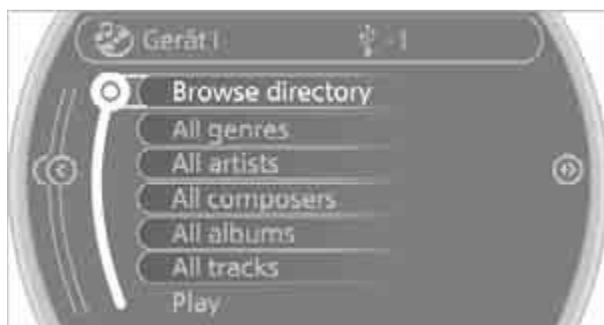 Gerät I
Browse directory
All genres
All artists
All composers
All albums
All tracks
Play